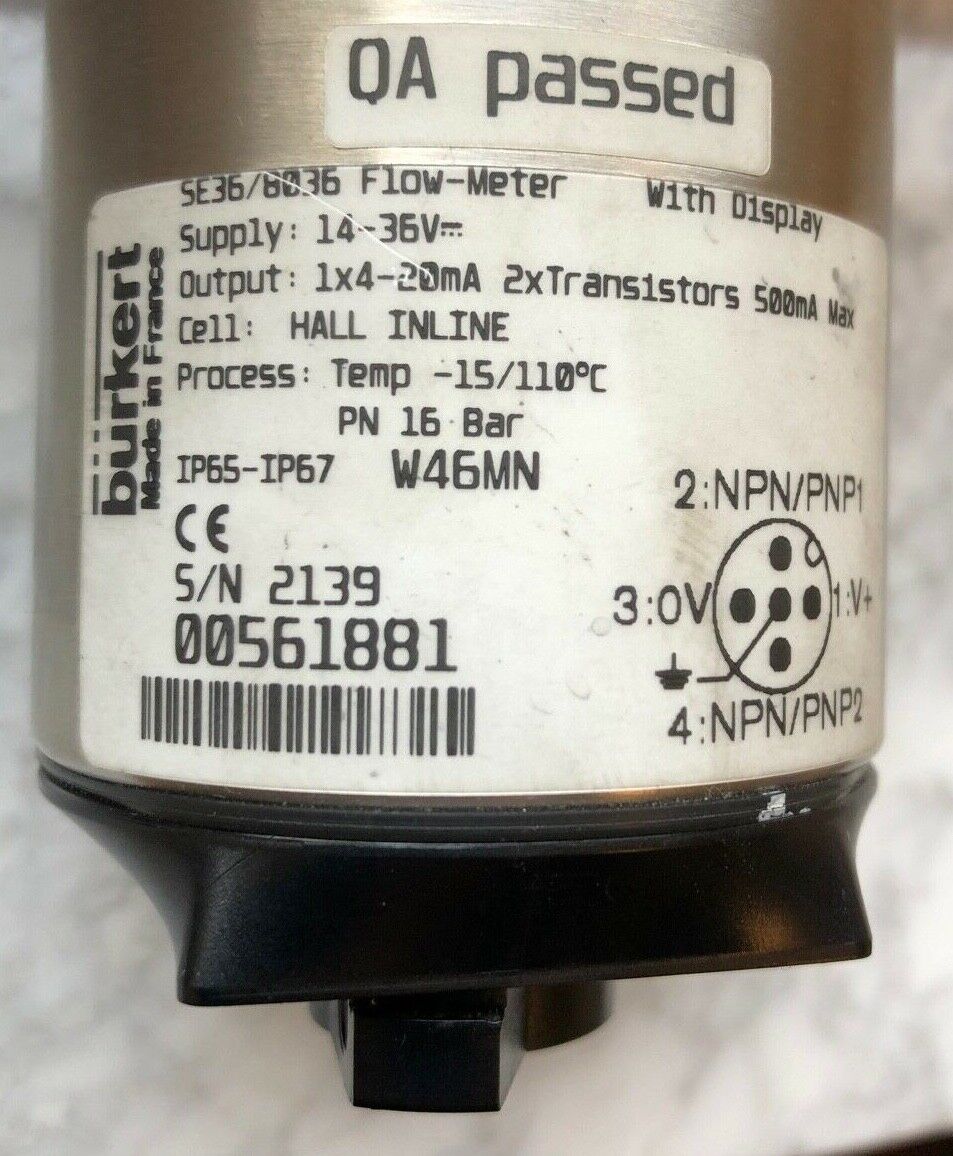 QA passed
SE36/8036 Flow-Meter With Display
Supply: 14-36V⎓
Output: 1x4-20mA 2xTransistors 500mA Max
Cell: HALL INLINE
Process: Temp -15/110°C
PN 16 Bar
IP65-IP67 W46MN
CE
S/N 2139
00561881
bürkert
Made in France
2:NPN/PNP1
3:0V
1:V+
4:NPN/PNP2